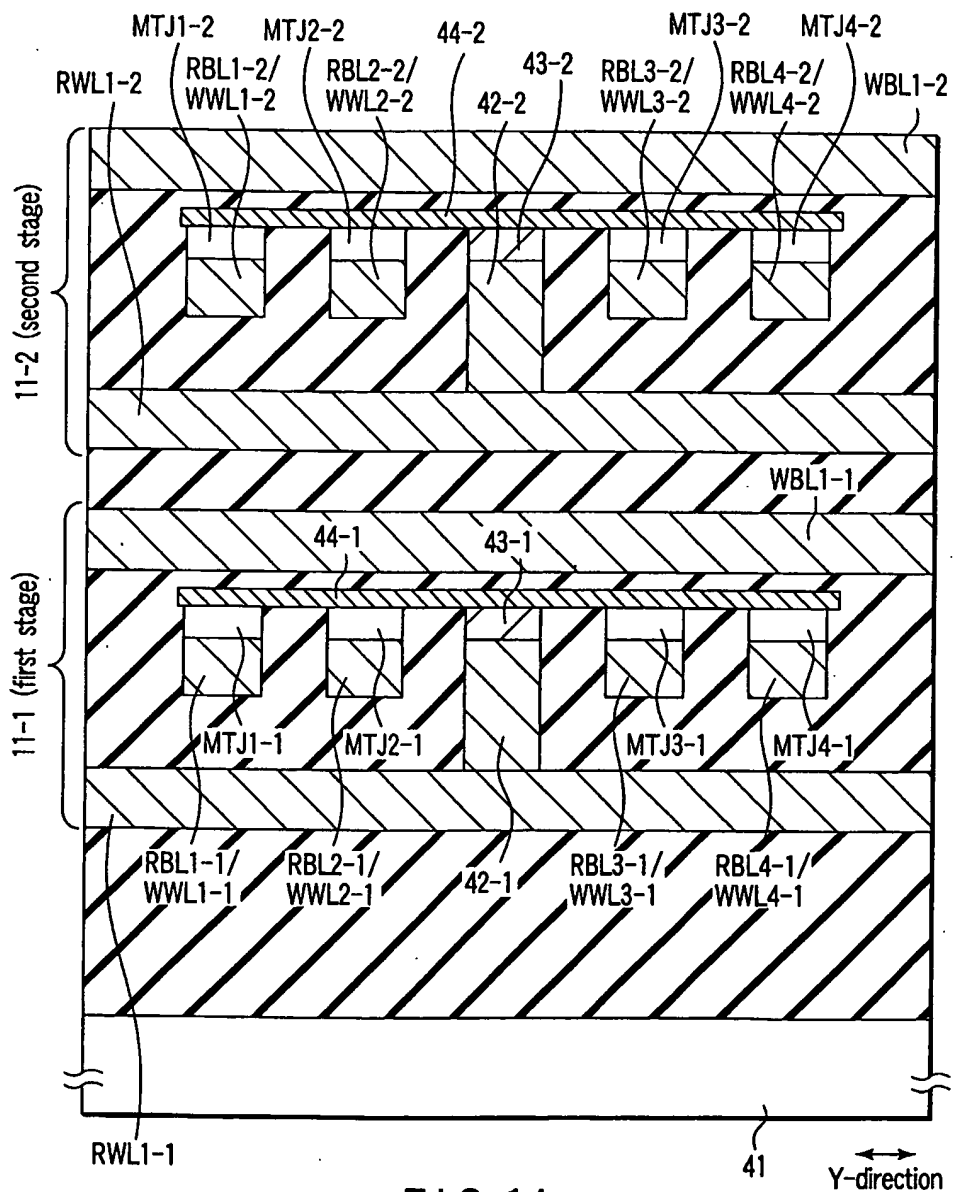 MTJ1-2
MTJ2-2
44-2
MTJ3-2
MTJ4-2
43-2
RWL1-2
RBL1-2/
WWL1-2
RBL2-2/
WWL2-2
42-2
RBL3-2/
WWL3-2
RBL4-2/
WWL4-2
WBL1-2
11-2 (second stage)
WBL1-1
44-1
43-1
11-1 (first stage)
MTJ1-1
MTJ2-1
MTJ3-1
MTJ4-1
RBL1-1/
WWL1-1
RBL2-1/
WWL2-1
42-1
RBL3-1/
WWL3-1
RBL4-1/
WWL4-1
RWL1-1
41
Y-direction